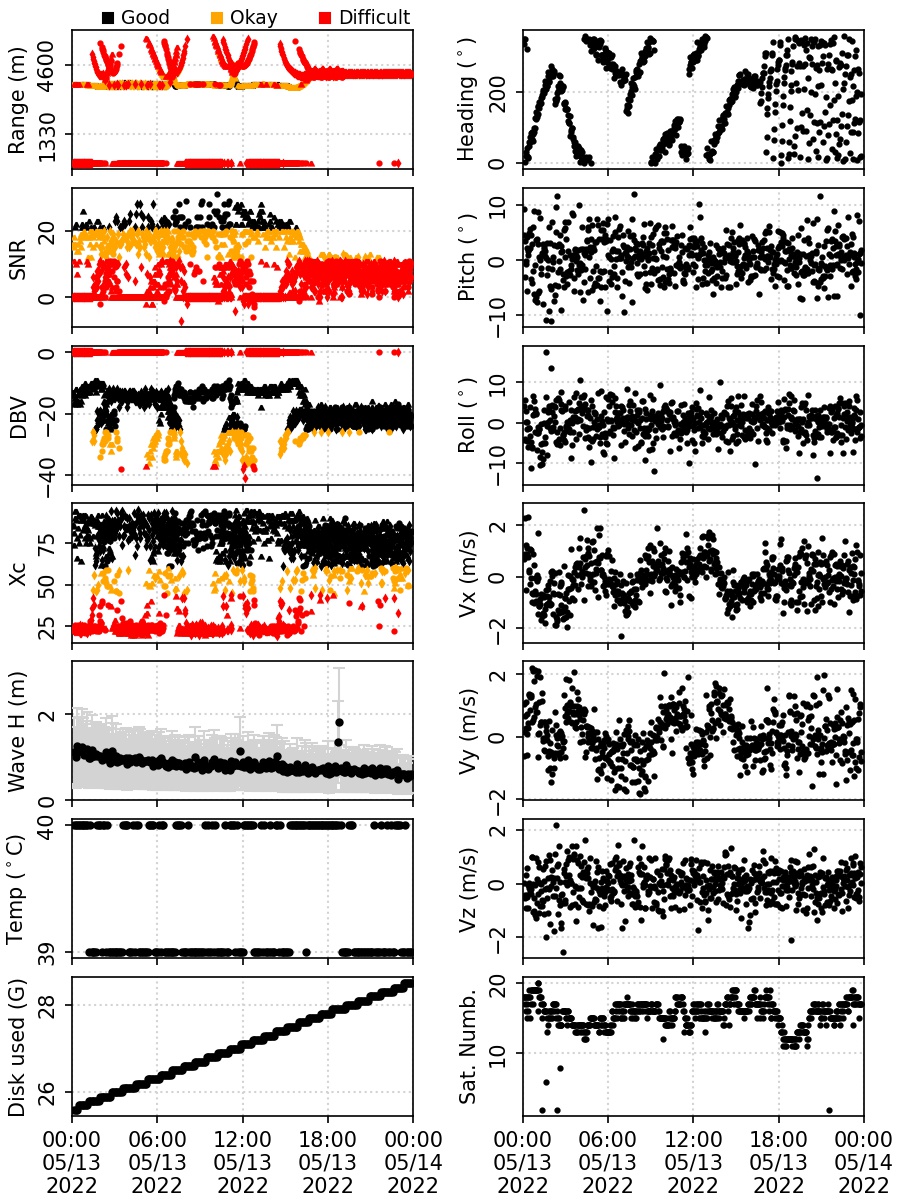 Good Okay Difficult
Range (m)
4600
1330
Heading (°)
200
0
SNR
20
0
Pitch (°)
10
0
−10
DBV
0
−20
−40
Roll (°)
10
0
−10
Xc
75
50
25
Vx (m/s)
2
0
−2
Wave H (m)
2
0
Vy (m/s)
2
0
−2
Temp (°C)
40
39
Vz (m/s)
2
0
−2
Disk used (G)
28
26
Sat. Numb.
20
10
00:00 06:00 12:00 18:00 00:00
05/13 05/13 05/13 05/13 05/14
2022 2022 2022 2022 2022
00:00 06:00 12:00 18:00 00:00
05/13 05/13 05/13 05/13 05/14
2022 2022 2022 2022 2022